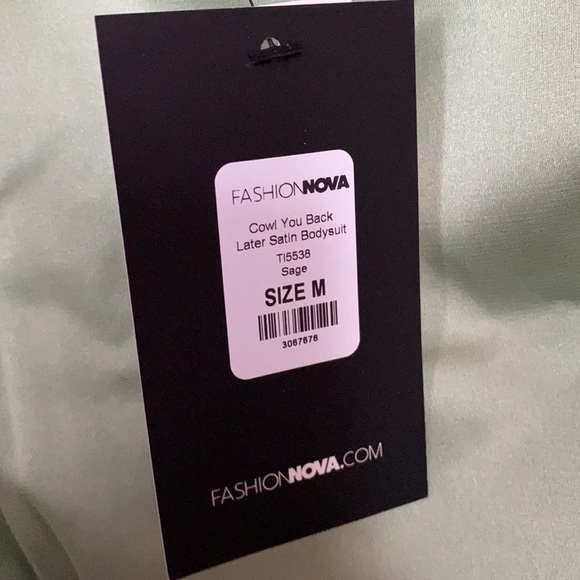 FASHIONNOVA
Cowl You Back
Later Satin Bodysuit
TI5538
Sage
SIZE M
3067676
FASHIONNOVA.COM